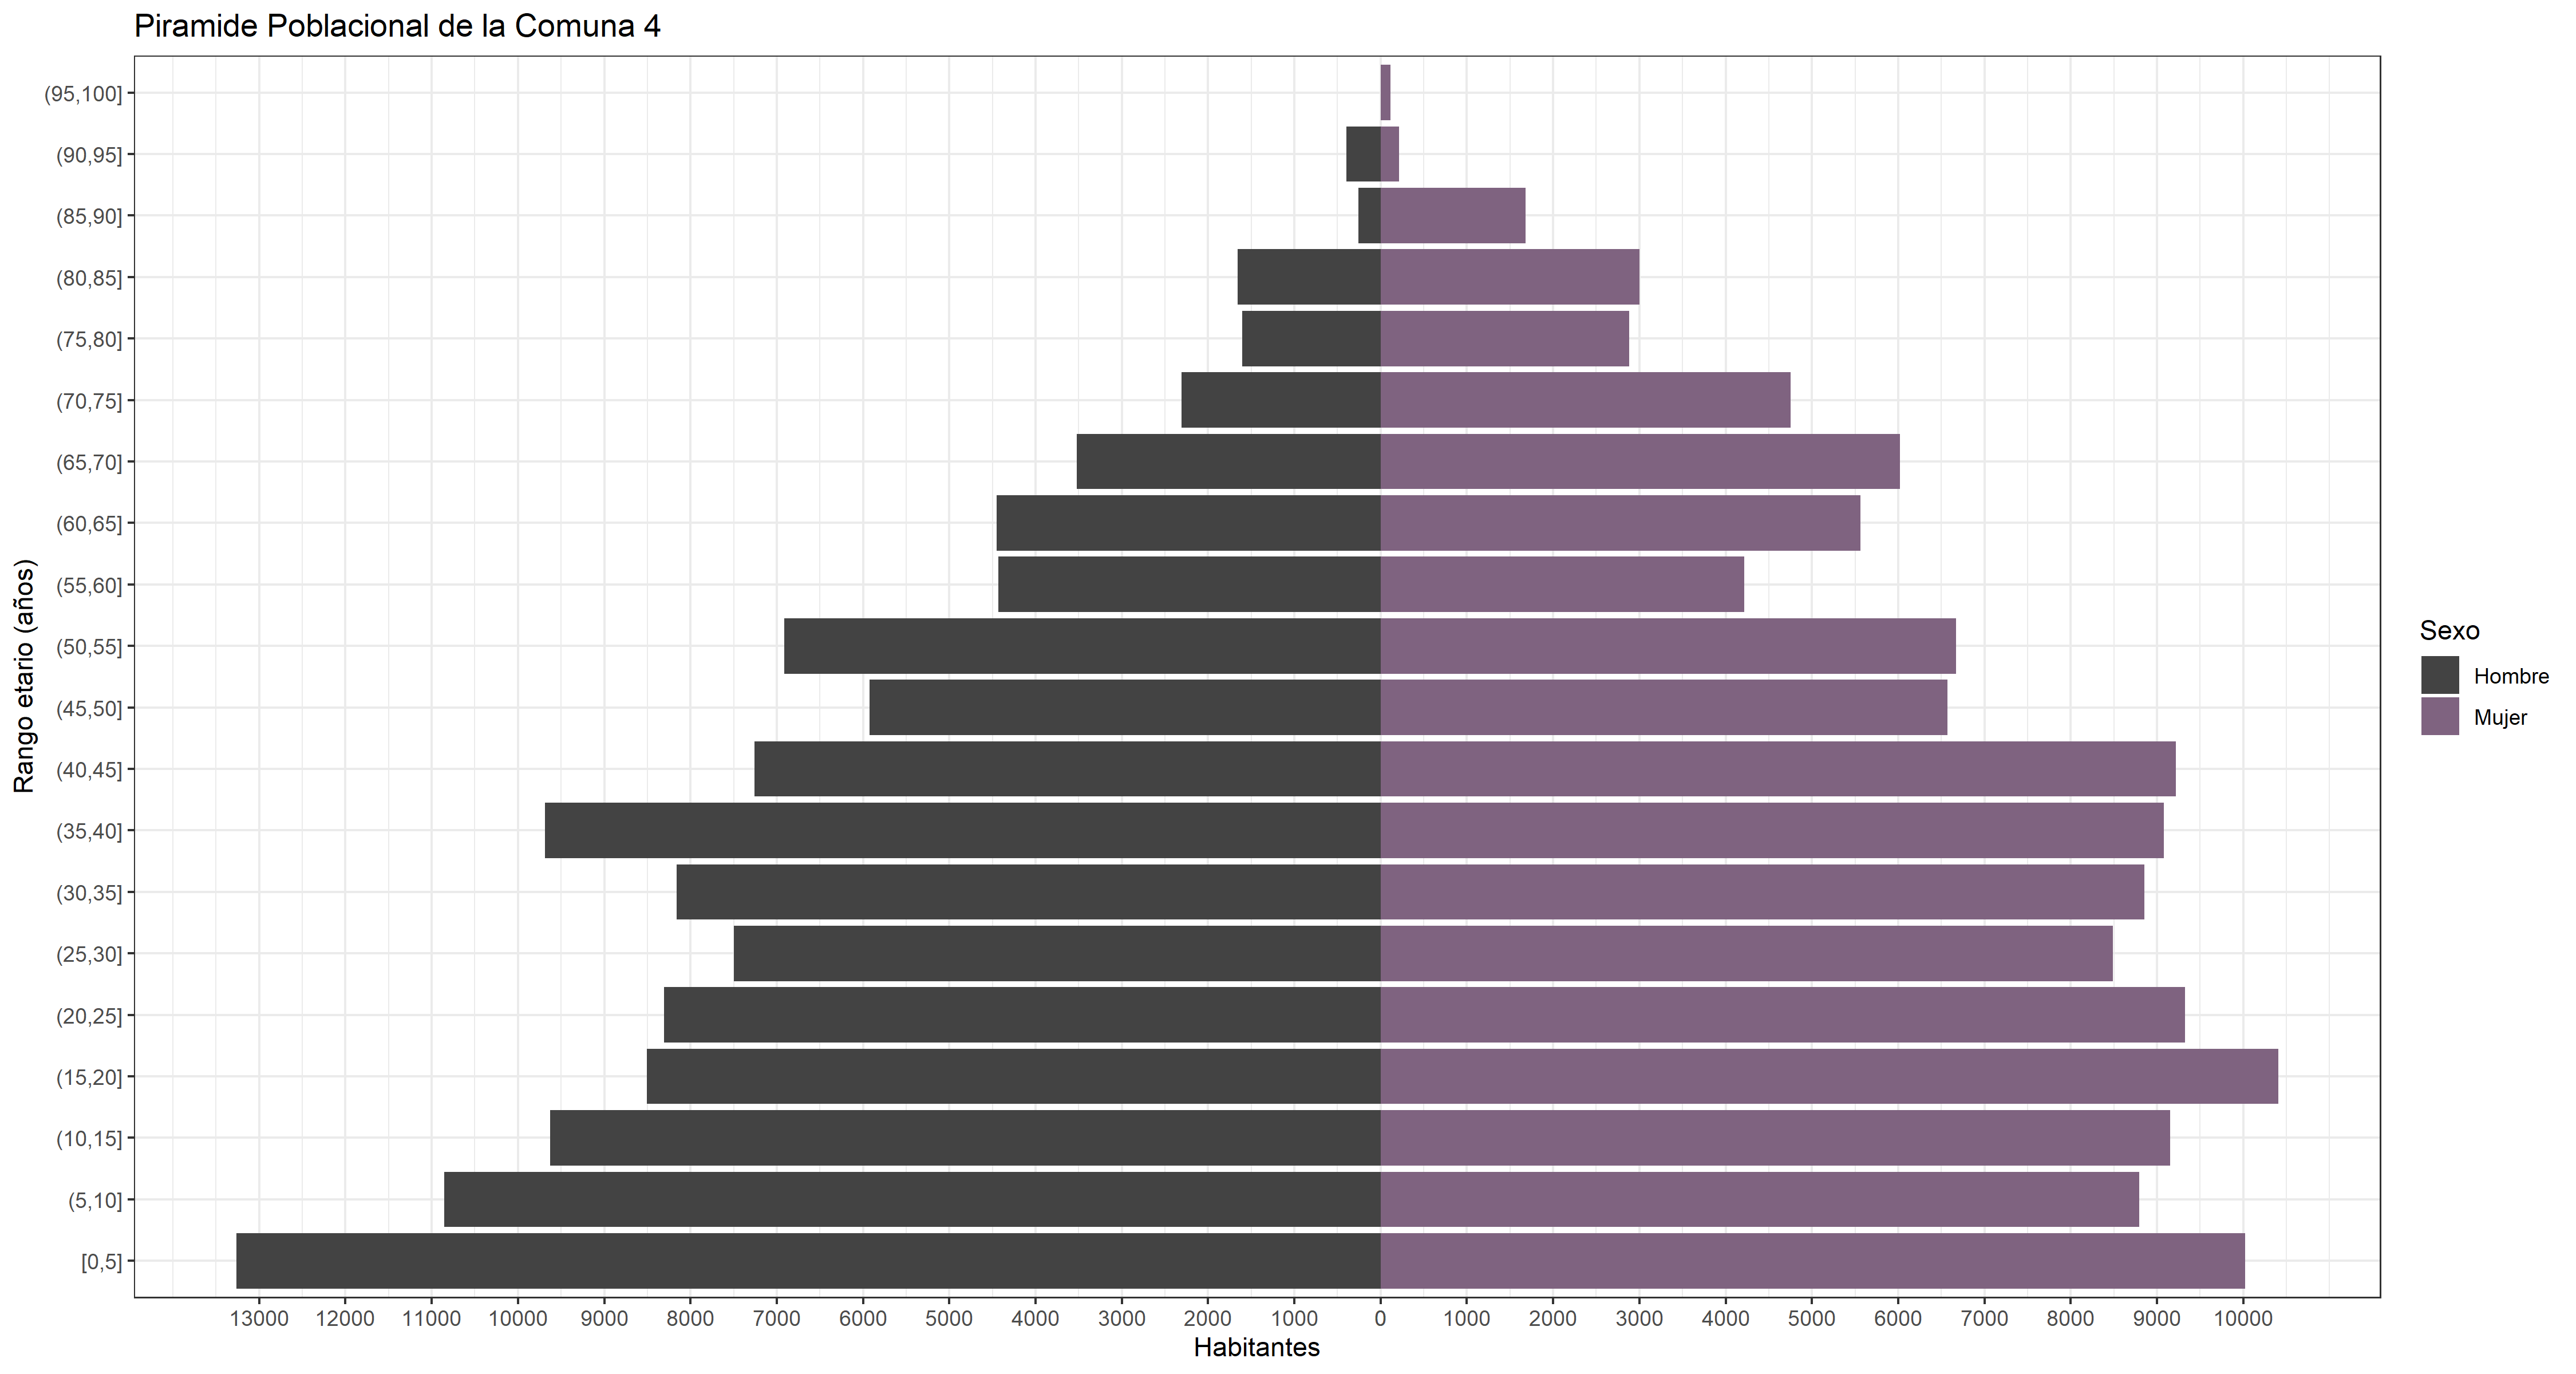 Piramide Poblacional de la Comuna 4
Rango etario (años)
(95,100]
(90,95]
(85,90]
(80,85]
(75,80]
(70,75]
(65,70]
(60,65]
(55,60]
(50,55]
(45,50]
(40,45]
(35,40]
(30,35]
(25,30]
(20,25]
(15,20]
(10,15]
(5,10]
[0,5]
13000 12000 11000 10000 9000 8000 7000 6000 5000 4000 3000 2000 1000 0 1000 2000 3000 4000 5000 6000 7000 8000 9000 10000
Habitantes
Sexo
Hombre
Mujer